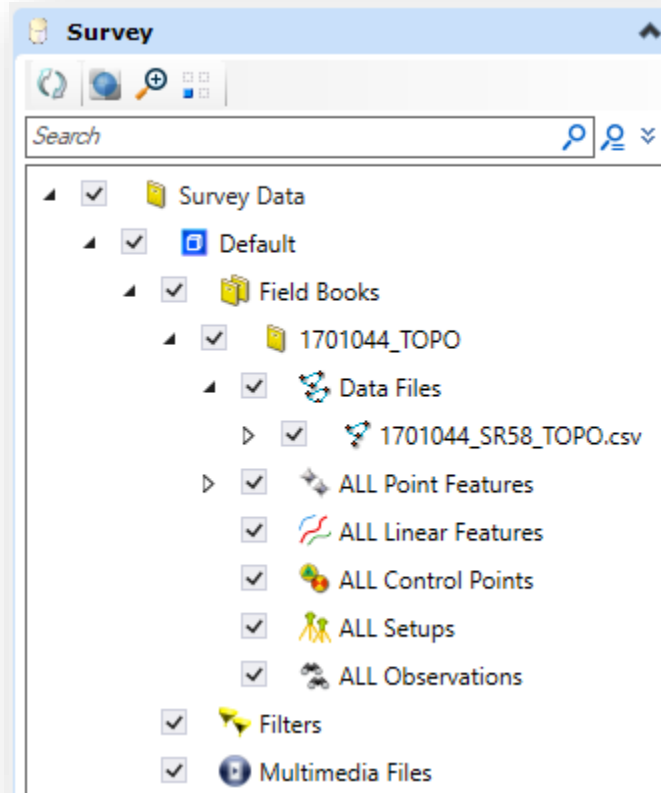 Survey
Search
Survey Data
Default
Field Books
1701044_TOPO
Data Files
1701044_SR58_TOPO.csv
ALL Point Features
ALL Linear Features
ALL Control Points
ALL Setups
ALL Observations
Filters
Multimedia Files